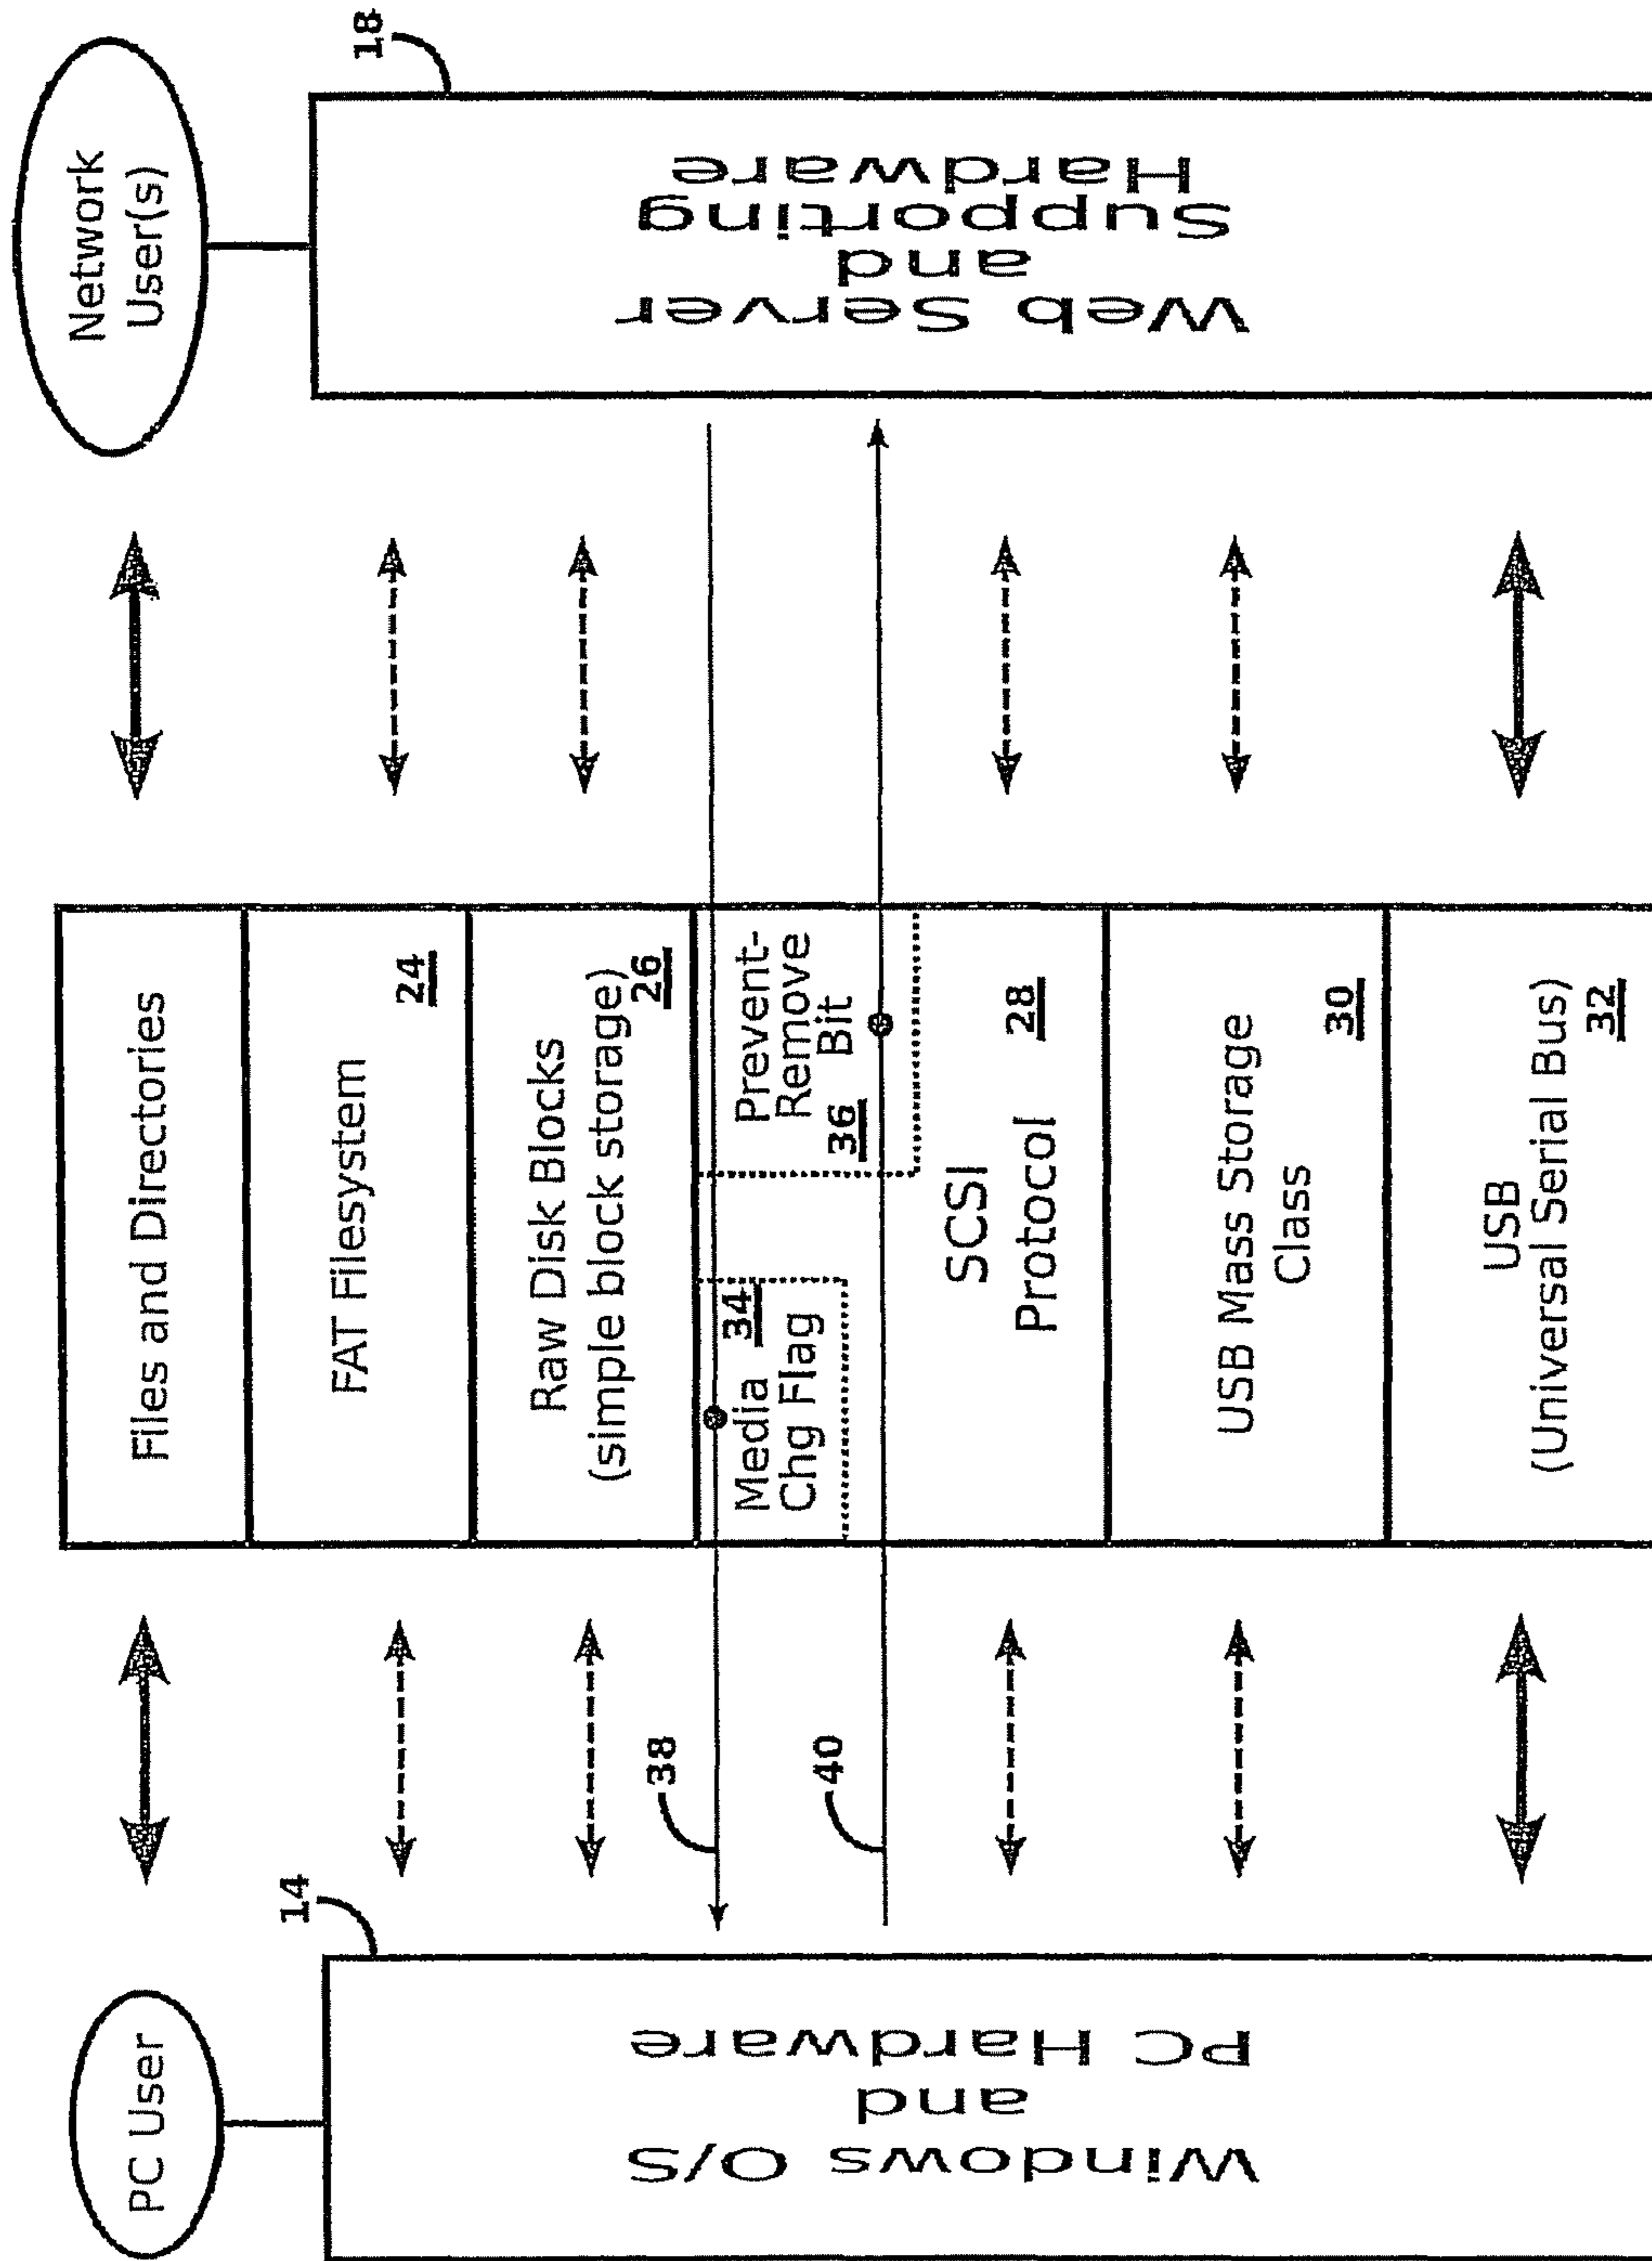 PC User
14
Windows O/S
and
PC Hardware
Files and Directories
FAT Filesystem
24
Raw Disk Blocks
(simple block storage)
26
Media
34
Chg Flag
Prevent-
Remove
Bit
36
38
40
SCSI
Protocol
28
USB Mass Storage
Class
30
USB
(Universal Serial Bus)
32
Network
User(s)
18
Web Server
and
Supporting
Hardware